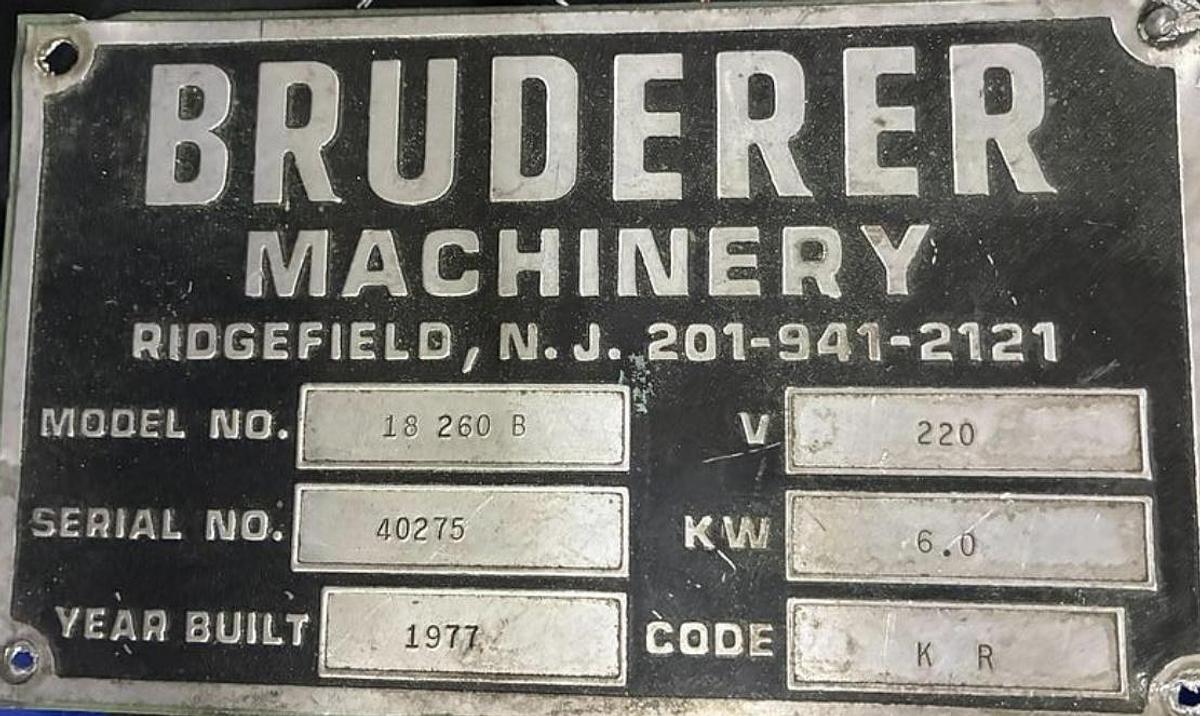 BRUDERER
MACHINERY
RIDGEFIELD, N.J. 201-941-2121
MODEL NO. 18 260 B V 220
SERIAL NO. 40275 KW 6.0
YEAR BUILT 1977 CODE K R